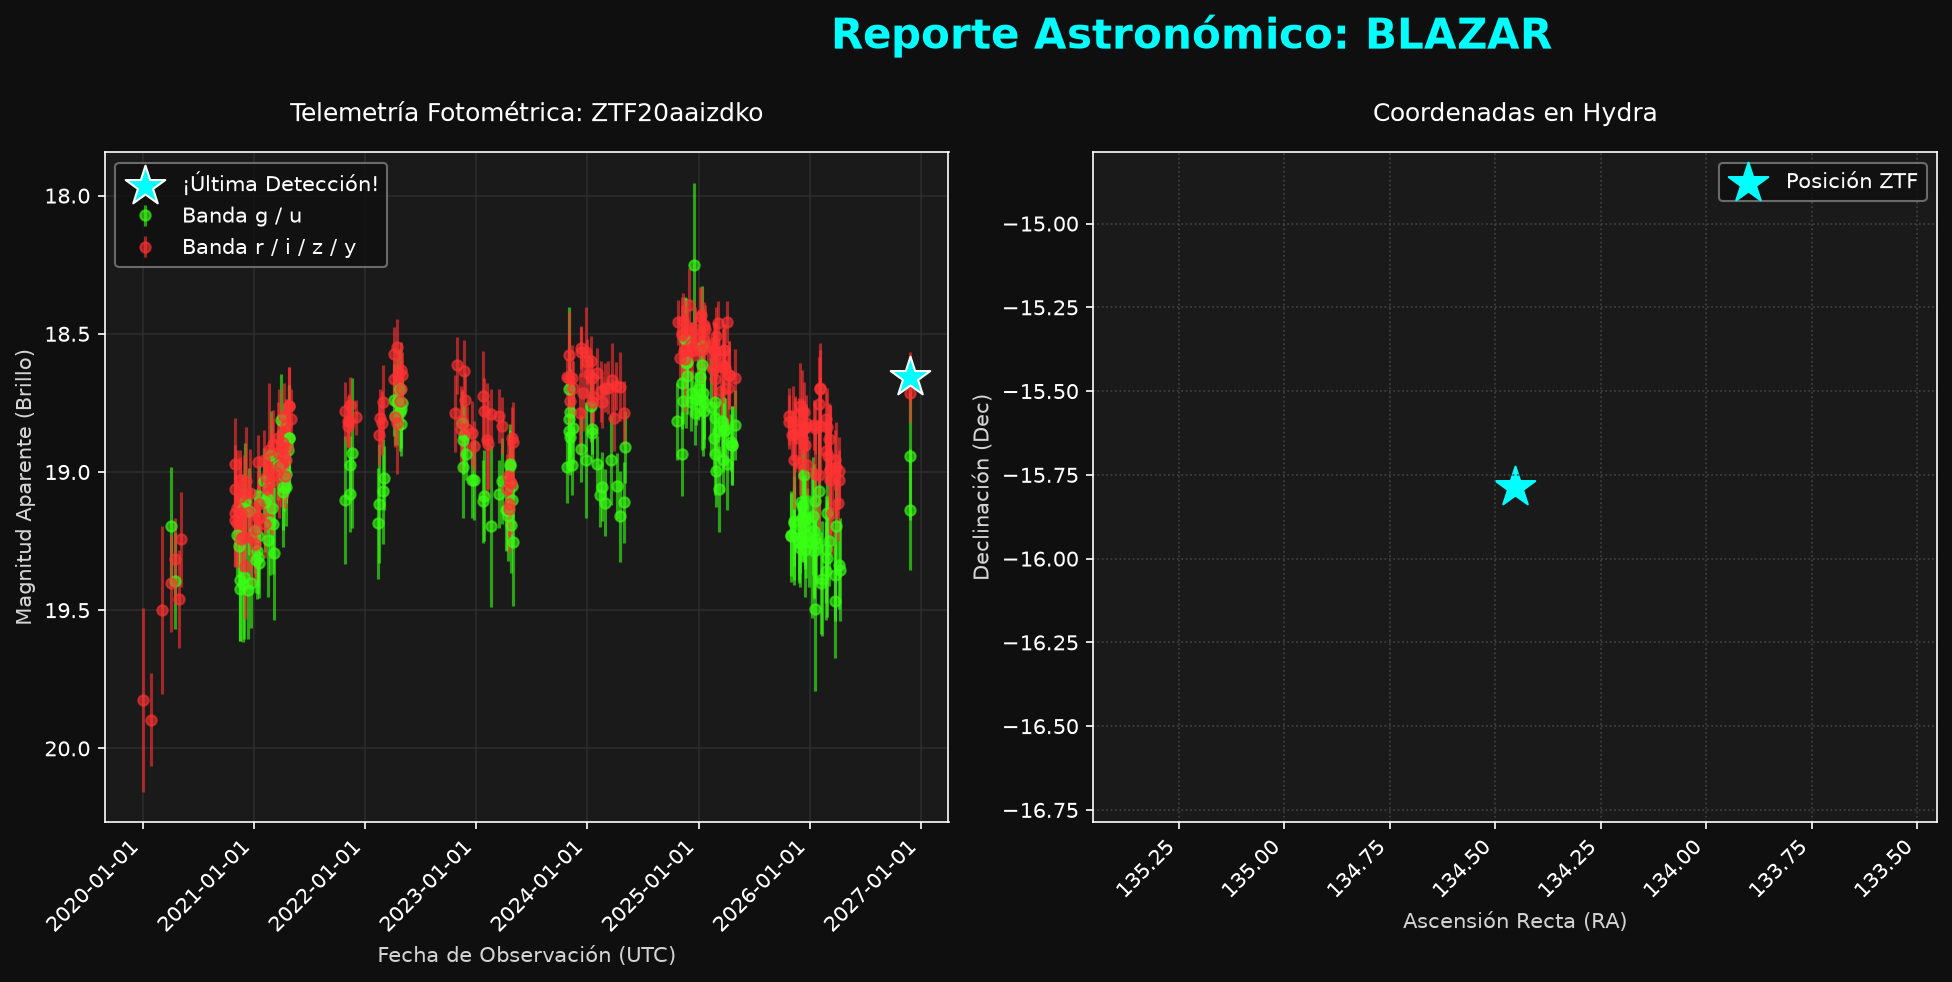 Reporte Astronómico: BLAZAR
Telemetría Fotométrica: ZTF20aaizdko
¡Última Detección!
Banda g / u
Banda r / i / z / y
Magnitud Aparente (Brillo)
18.0
18.5
19.0
19.5
20.0
2020-01-01
2021-01-01
2022-01-01
2023-01-01
2024-01-01
2025-01-01
2026-01-01
2027-01-01
Fecha de Observación (UTC)
Coordenadas en Hydra
Posición ZTF
Declinación (Dec)
−15.00
−15.25
−15.50
−15.75
−16.00
−16.25
−16.50
−16.75
135.25
135.00
134.75
134.50
134.25
134.00
133.75
133.50
Ascensión Recta (RA)